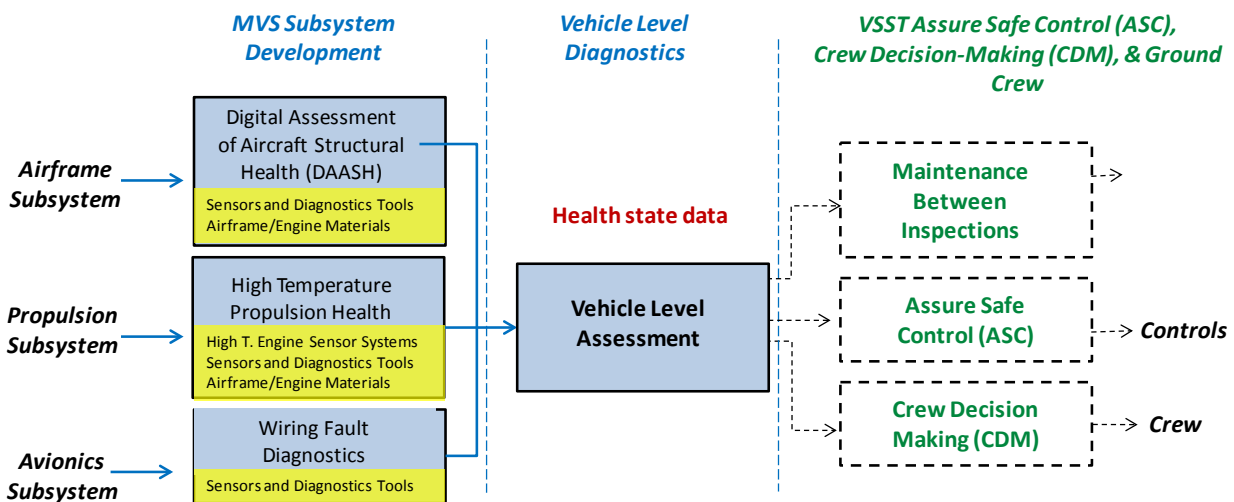 MVS Subsystem
Development
Vehicle Level
Diagnostics
VSST Assure Safe Control (ASC),
Crew Decision-Making (CDM), & Ground
Crew
Airframe
Subsystem
Digital Assessment
of Aircraft Structural
Health (DAASH)
Sensors and Diagnostics Tools
Airframe/Engine Materials
Propulsion
Subsystem
High Temperature
Propulsion Health
High T. Engine Sensor Systems
Sensors and Diagnostics Tools
Airframe/Engine Materials
Avionics
Subsystem
Wiring Fault
Diagnostics
Sensors and Diagnostics Tools
Health state data
Vehicle Level
Assessment
Maintenance
Between
Inspections
Assure Safe
Control (ASC)
Controls
Crew Decision
Making (CDM)
Crew